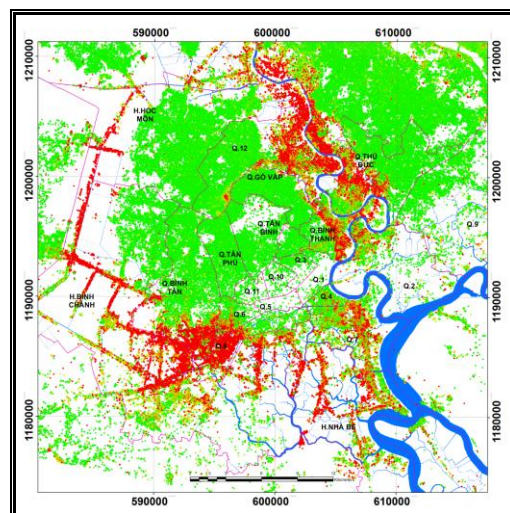 590000 600000 610000
1210000 1210000
H.HOC
MÔN
Q.12
Q.THỦ
ĐỨC
1200000 1200000
Q.GÒ VẤP
Q.9
Q.TÂN
BÌNH
Q.BÌNH
THẠNH
Q.TÂN
PHÚ
Q.3
Q.10
Q.1
Q.2
Q.BÌNH
TÂN
Q.11
H.BÌNH
CHÁNH
Q.4
1190000 1190000
Q.5
Q.6
Q.8
Q.7
1180000 1180000
H.NHÀ BÈ
590000 600000 610000